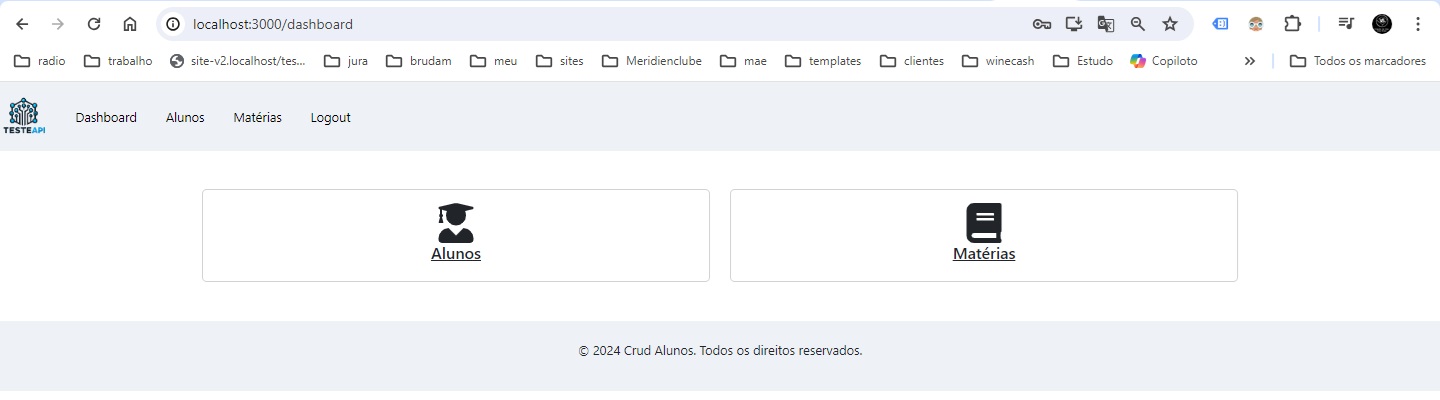 localhost:3000/dashboard
radio trabalho site-v2.localhost/tes... jura brudam meu sites Meridienclube mae templates clientes winecash Estudo Copiloto » Todos os marcadores
TESTEAPI Dashboard Alunos Matérias Logout
Alunos Matérias
© 2024 Crud Alunos. Todos os direitos reservados.